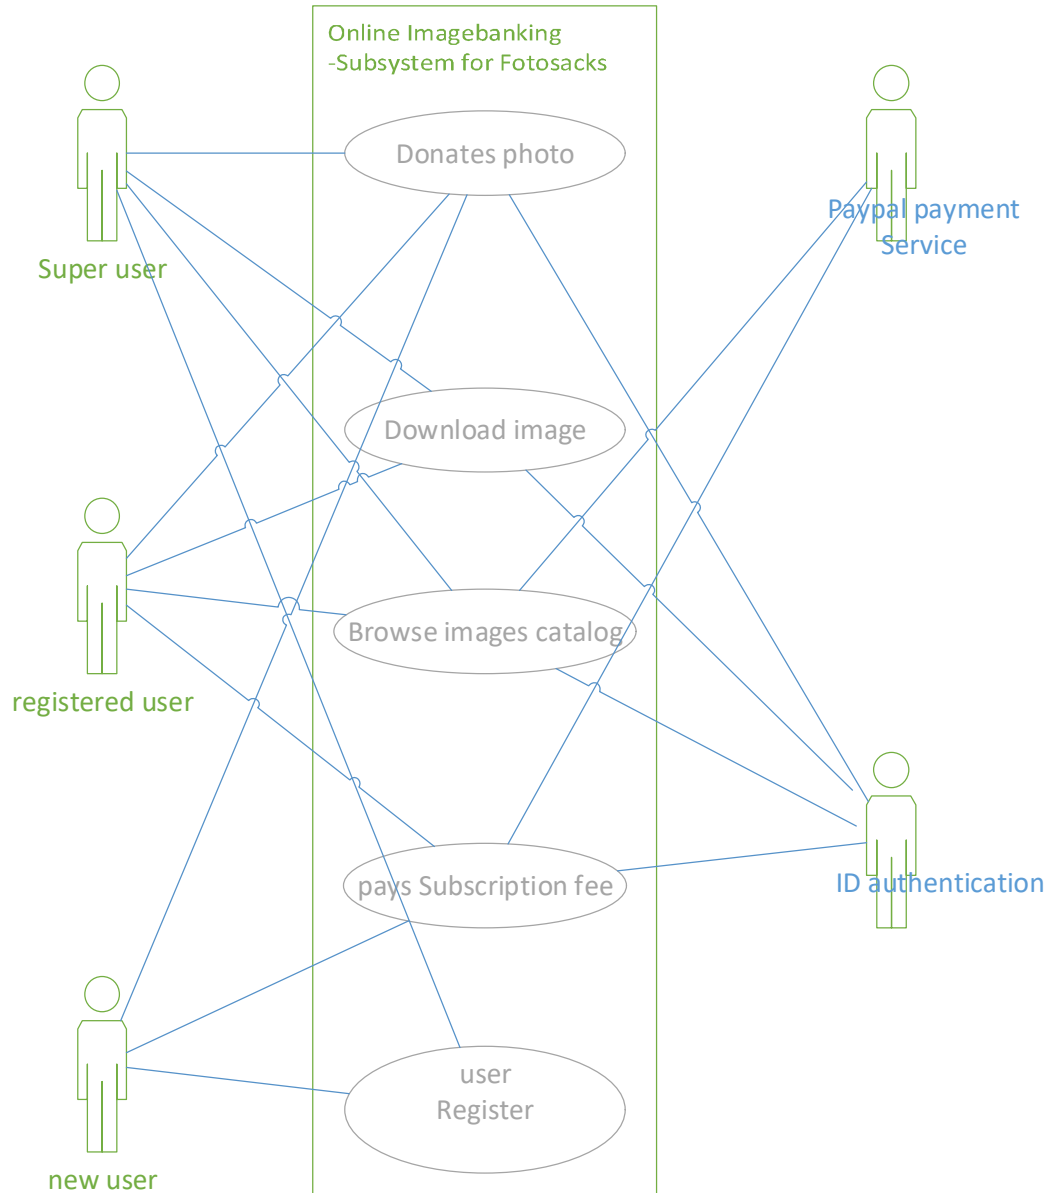 Online Imagebanking
-Subsystem for Fotosacks
Donates photo
Super user
Paypal payment
Service
Download image
Browse images catalog
registered user
pays Subscription fee
ID authentication
user
Register
new user